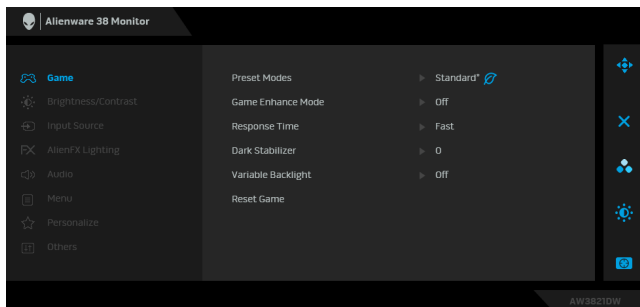 Alienware 38 Monitor
Game
Preset Modes Standard*
Brightness/Contrast
Game Enhance Mode Off
Input Source
Response Time Fast
FX AlienFX Lighting
Dark Stabilizer 0
Audio
Variable Backlight Off
Menu
Reset Game
Personalize
Others
AW3821DW